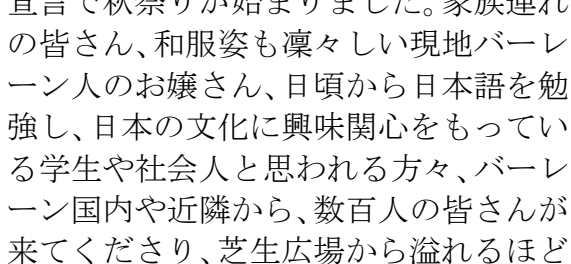 宣言で秋祭りが始まりました。家族連れ
の皆さん、和服姿も凜々しい現地バーレ
ーン人のお嬢さん、日頃から日本語を勉
強し、日本の文化に興味関心をもってい
る学生や社会人と思われる方々、バーレ
ーン国内や近隣から、数百人の皆さんが
来てくださり、芝生広場から溢れるほど